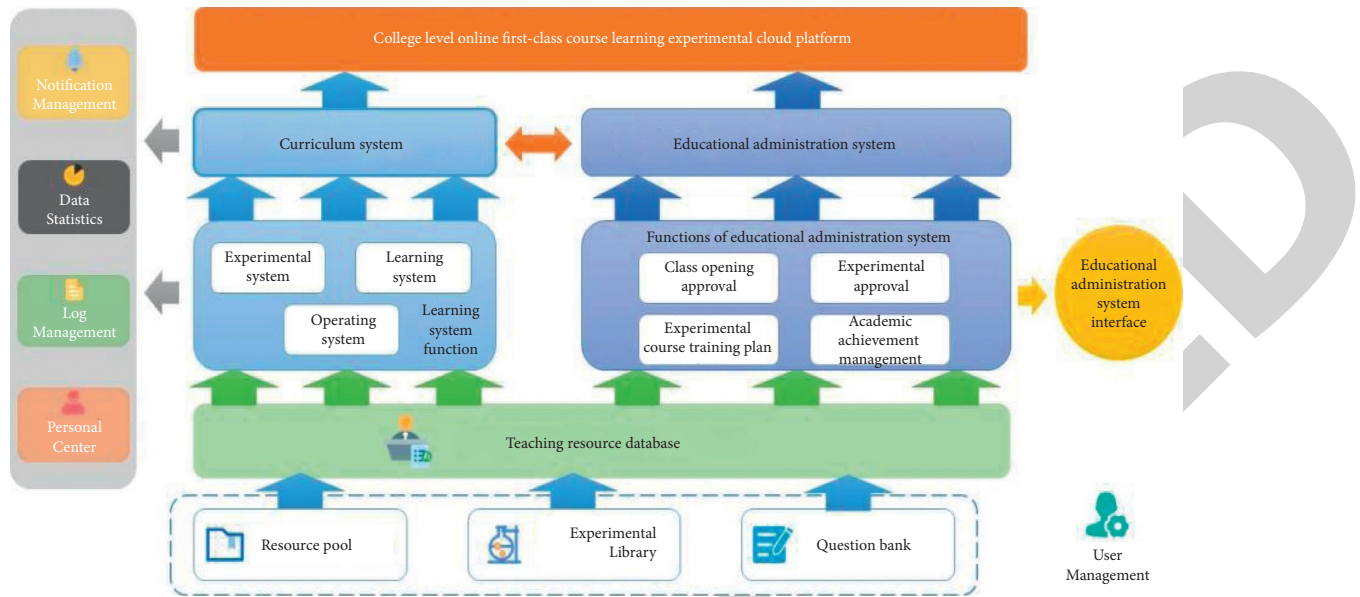 College level online first-class course learning experimental cloud platform
Notification
Management
Data
Statistics
Log
Management
Personal
Center
Curriculum system
Educational administration system
Experimental
system
Learning
system
Operating
system
Learning
system
function
Functions of educational administration system
Class opening
approval
Experimental
approval
Experimental
course training plan
Academic
achievement
management
Educational
administration
system
interface
Teaching resource database
Resource pool
Experimental
Library
Question bank
User
Management